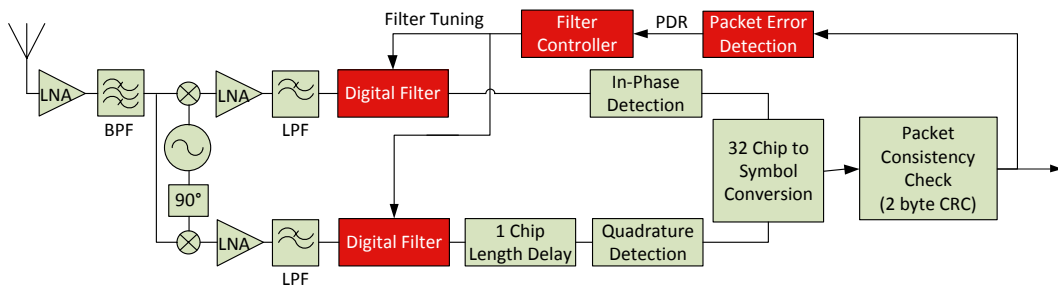 Filter Tuning
Filter
Controller
PDR
Packet Error
Detection
LNA
BPF
LNA
LPF
Digital Filter
In-Phase
Detection
90°
32 Chip to
Symbol
Conversion
Packet
Consistency
Check
(2 byte CRC)
LNA
LPF
Digital Filter
1 Chip
Length Delay
Quadrature
Detection